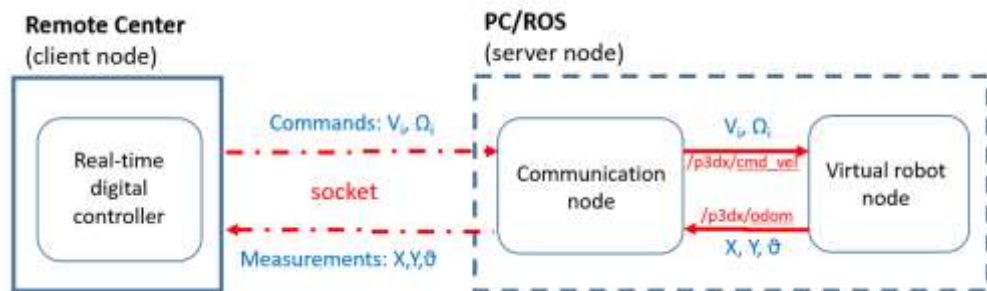 Remote Center
(client node)
PC/ROS
(server node)
Real-time
digital
controller
Commands: Vᵢ, Ωᵢ
socket
Measurements: X,Y,ϑ
Communication
node
Vᵢ, Ωᵢ
/p3dx/cmd_vel
/p3dx/odom
X, Y, ϑ
Virtual robot
node